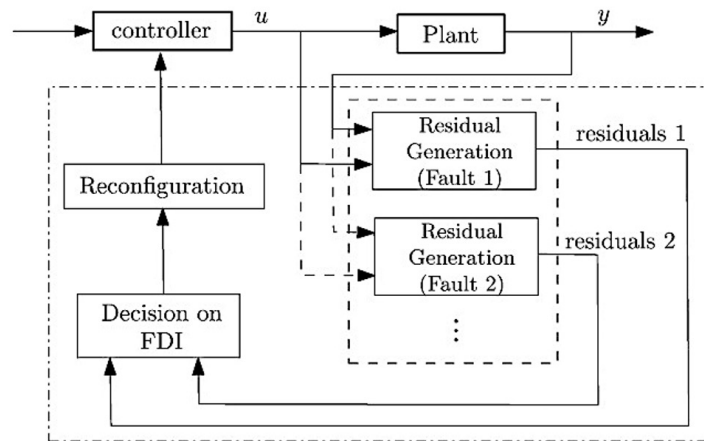 controller
u
Plant
y
Residual
Generation
(Fault 1)
residuals 1
Reconfiguration
Residual
Generation
(Fault 2)
residuals 2
Decision on
FDI